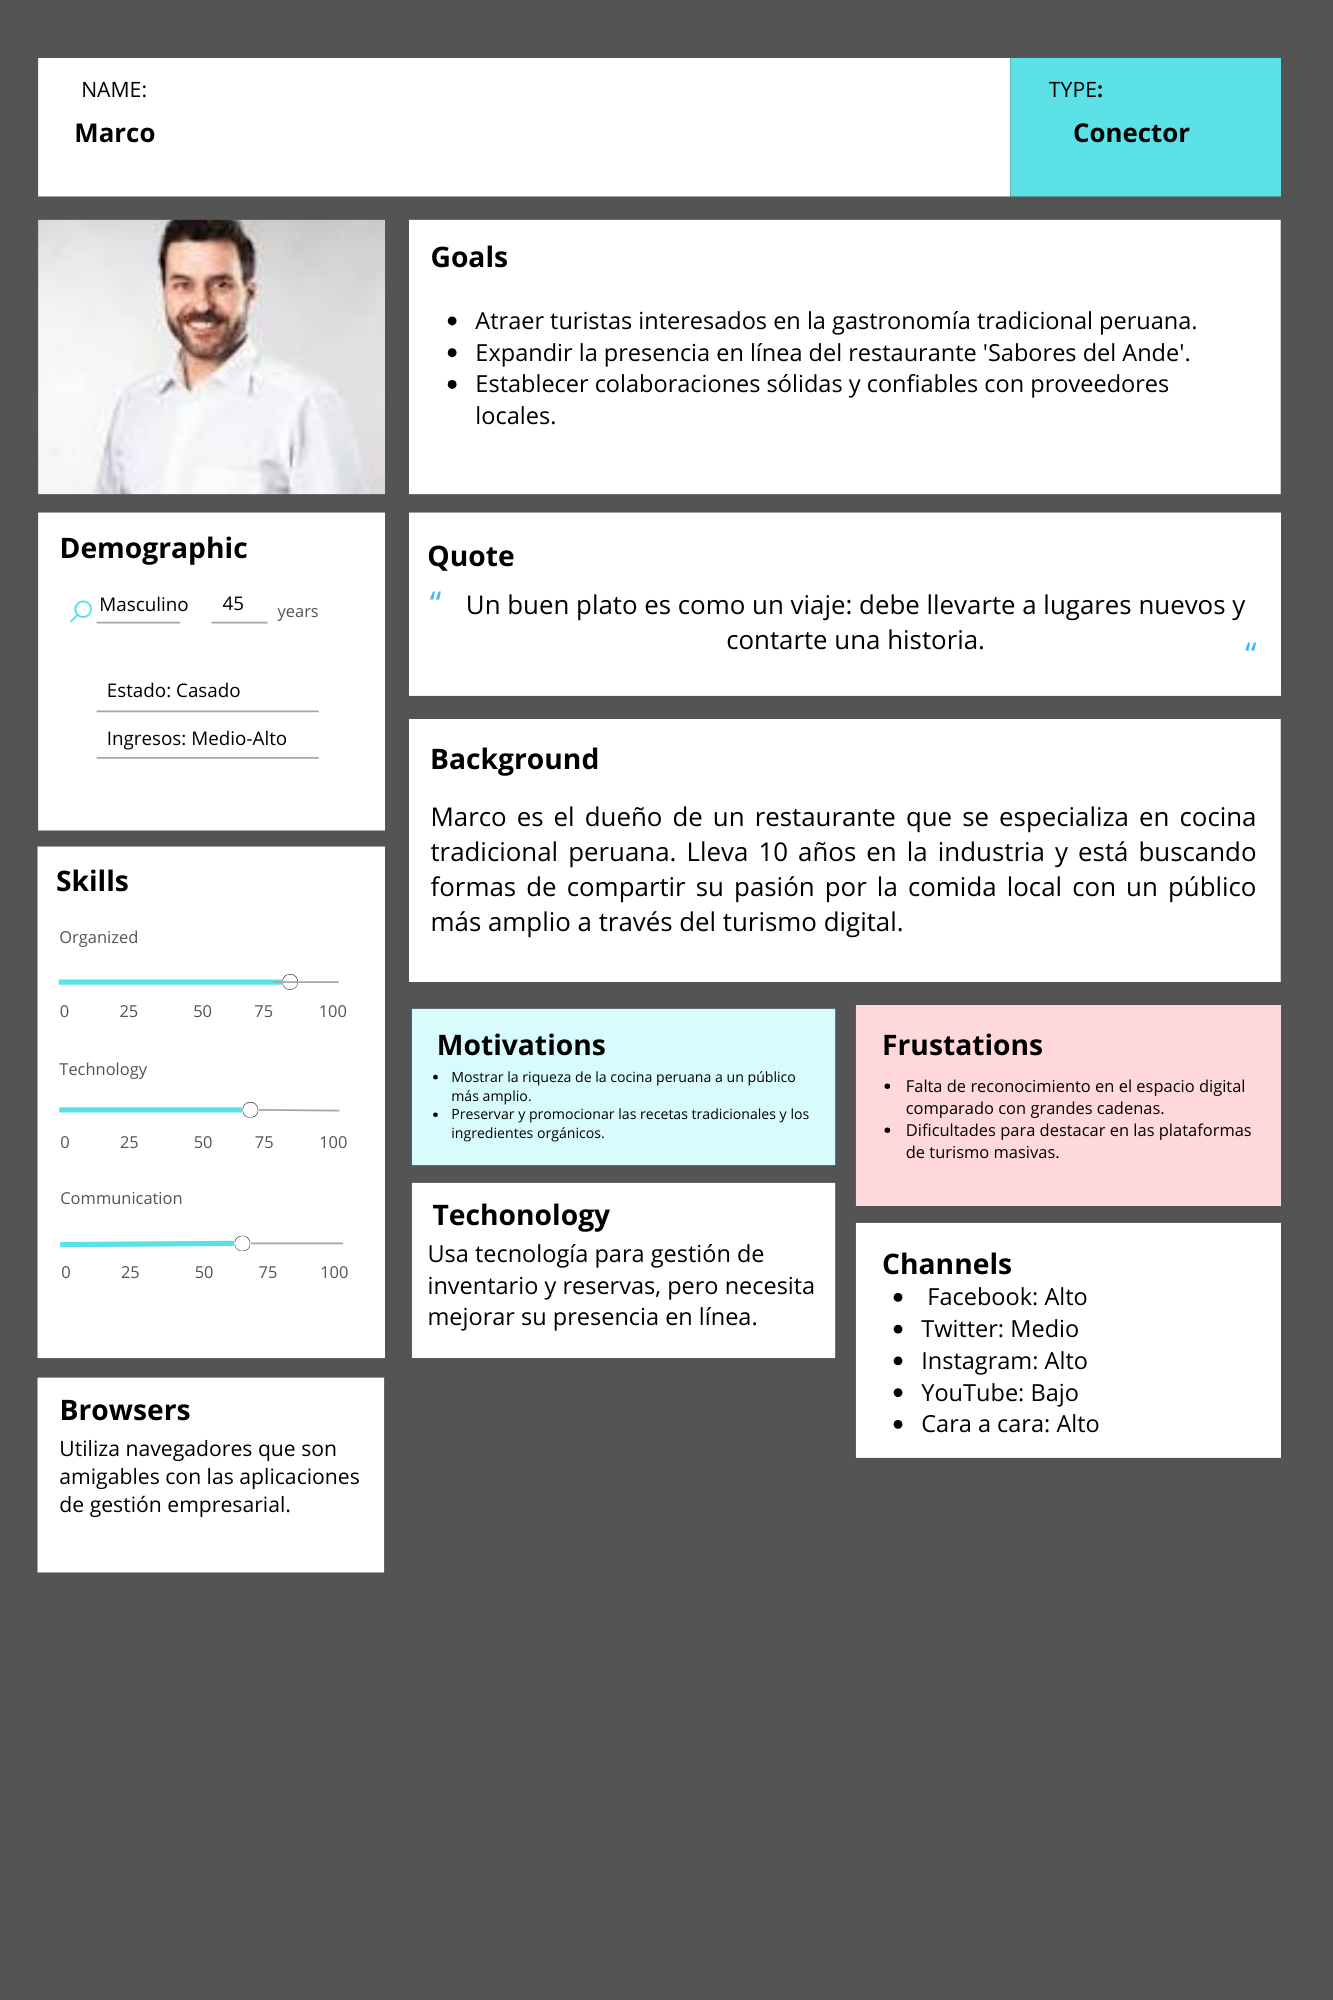 NAME:
Marco
TYPE:
Conector
Goals
• Atraer turistas interesados en la gastronomía tradicional peruana.
• Expandir la presencia en línea del restaurante 'Sabores del Ande'.
• Establecer colaboraciones sólidas y confiables con proveedores
locales.
Demographic
Masculino 45 years
Estado: Casado
Ingresos: Medio-Alto
Quote
“ Un buen plato es como un viaje: debe llevarte a lugares nuevos y
contarte una historia. “
Background
Marco es el dueño de un restaurante que se especializa en cocina
tradicional peruana. Lleva 10 años en la industria y está buscando
formas de compartir su pasión por la comida local con un público
más amplio a través del turismo digital.
Skills
Organized
0 25 50 75 100
Technology
0 25 50 75 100
Communication
0 25 50 75 100
Motivations
• Mostrar la riqueza de la cocina peruana a un público
más amplio.
• Preservar y promocionar las recetas tradicionales y los
ingredientes orgánicos.
Frustations
• Falta de reconocimiento en el espacio digital
comparado con grandes cadenas.
• Dificultades para destacar en las plataformas
de turismo masivas.
Techonology
Usa tecnología para gestión de
inventario y reservas, pero necesita
mejorar su presencia en línea.
Channels
• Facebook: Alto
• Twitter: Medio
• Instagram: Alto
• YouTube: Bajo
• Cara a cara: Alto
Browsers
Utiliza navegadores que son
amigables con las aplicaciones
de gestión empresarial.